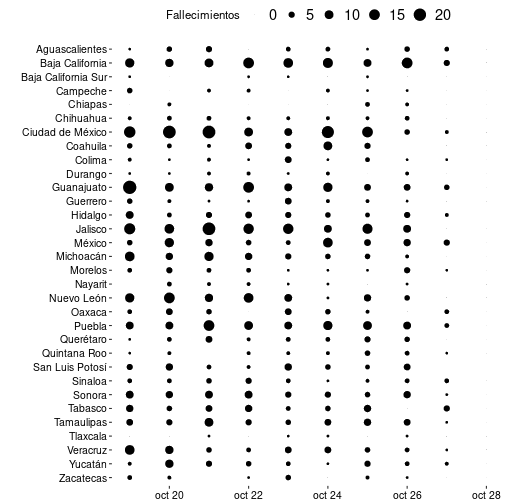 Fallecimientos 0 5 10 15 20
Aguascalientes
Baja California
Baja California Sur
Campeche
Chiapas
Chihuahua
Ciudad de México
Coahuila
Colima
Durango
Guanajuato
Guerrero
Hidalgo
Jalisco
México
Michoacán
Morelos
Nayarit
Nuevo León
Oaxaca
Puebla
Querétaro
Quintana Roo
San Luis Potosí
Sinaloa
Sonora
Tabasco
Tamaulipas
Tlaxcala
Veracruz
Yucatán
Zacatecas
oct 20 oct 22 oct 24 oct 26 oct 28